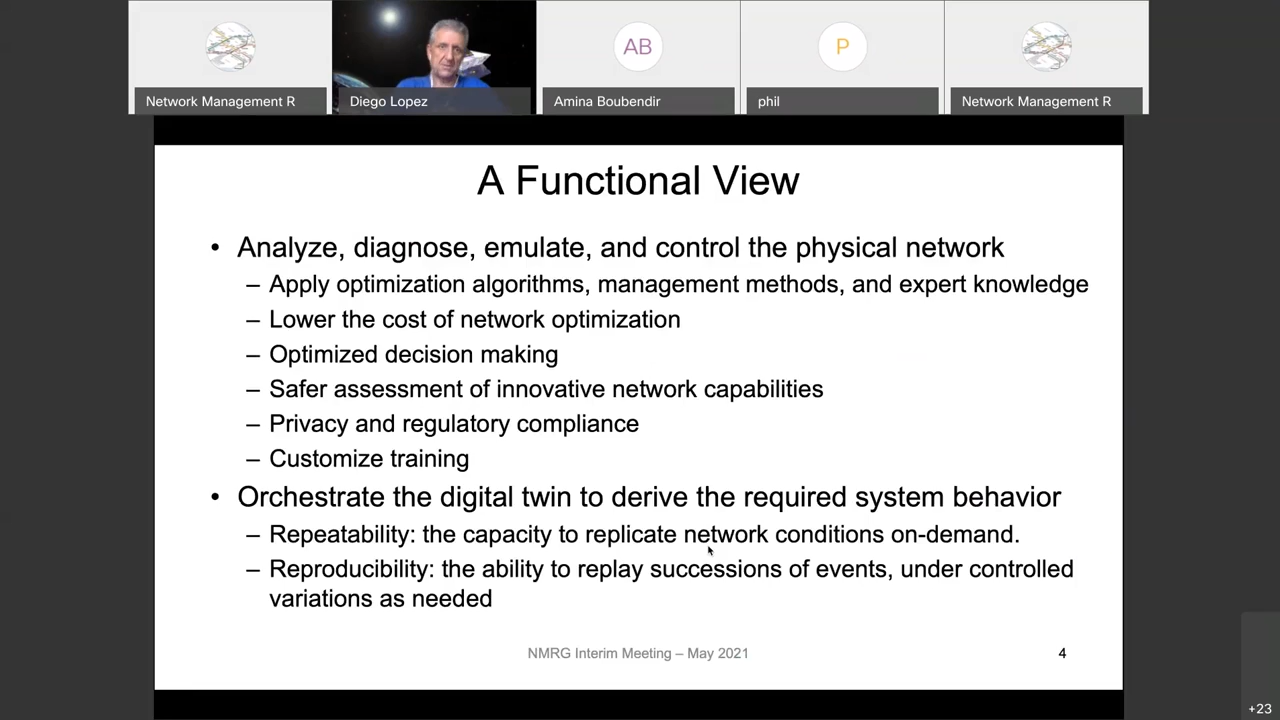 AB
P
Network Management R
Diego Lopez
Amina Boubendir
phil
Network Management R
A Functional View
• Analyze, diagnose, emulate, and control the physical network
– Apply optimization algorithms, management methods, and expert knowledge
– Lower the cost of network optimization
– Optimized decision making
– Safer assessment of innovative network capabilities
– Privacy and regulatory compliance
– Customize training
• Orchestrate the digital twin to derive the required system behavior
– Repeatability: the capacity to replicate network conditions on-demand.
– Reproducibility: the ability to replay successions of events, under controlled
variations as needed
NMRG Interim Meeting – May 2021
4
+23